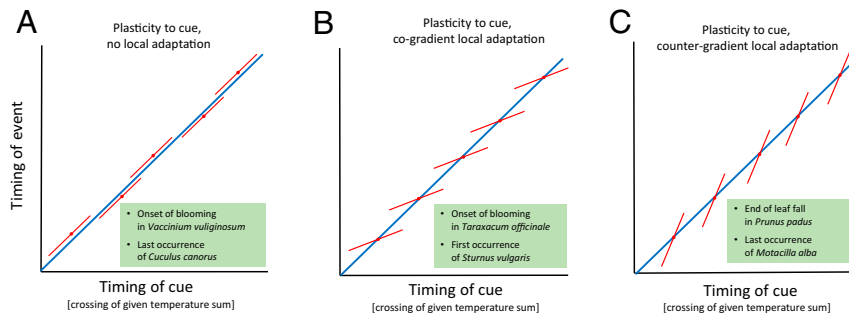 A
Plasticity to cue,
no local adaptation
Timing of event
• Onset of blooming
in Vaccinium vuliginosum
• Last occurrence
of Cuculus canorus
Timing of cue
[crossing of given temperature sum]
B
Plasticity to cue,
co-gradient local adaptation
• Onset of blooming
in Taraxacum officinale
• First occurrence
of Sturnus vulgaris
Timing of cue
[crossing of given temperature sum]
C
Plasticity to cue,
counter-gradient local adaptation
• End of leaf fall
in Prunus padus
• Last occurrence
of Motacilla alba
Timing of cue
[crossing of given temperature sum]